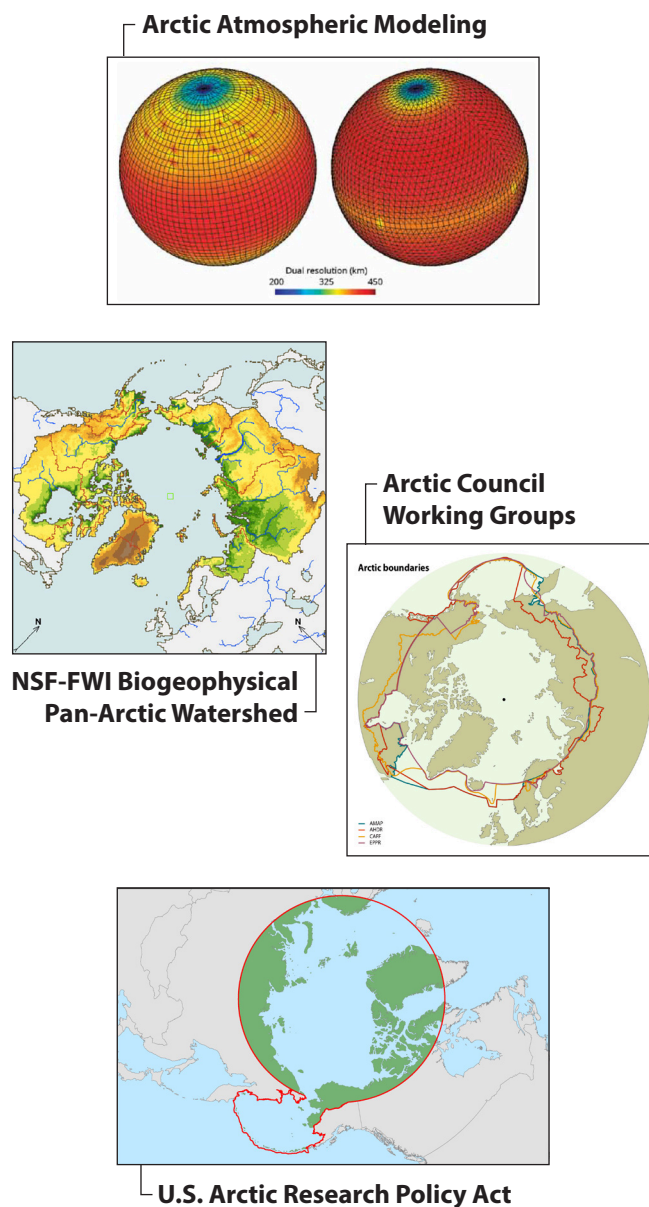 Arctic Atmospheric Modeling
Dual resolution (km)
200 325 450
N N
NSF-FWI Biogeophysical
Pan-Arctic Watershed
Arctic Council
Working Groups
Arctic boundaries
AMAP
AHDR
CAFF
EPPR
U.S. Arctic Research Policy Act